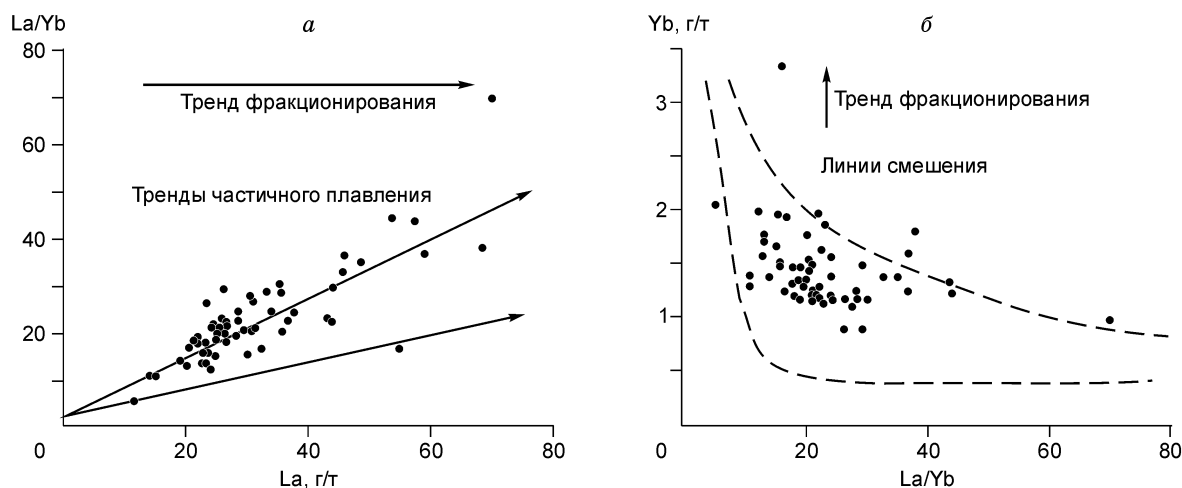 La/Yb
а
80
60
40
20
0
20
40
60
80
La, г/т
Тренд фракционирования
Тренды частичного плавления
Yb, г/т
б
3
2
1
0
20
40
60
80
La/Yb
Тренд фракционирования
Линии смешения